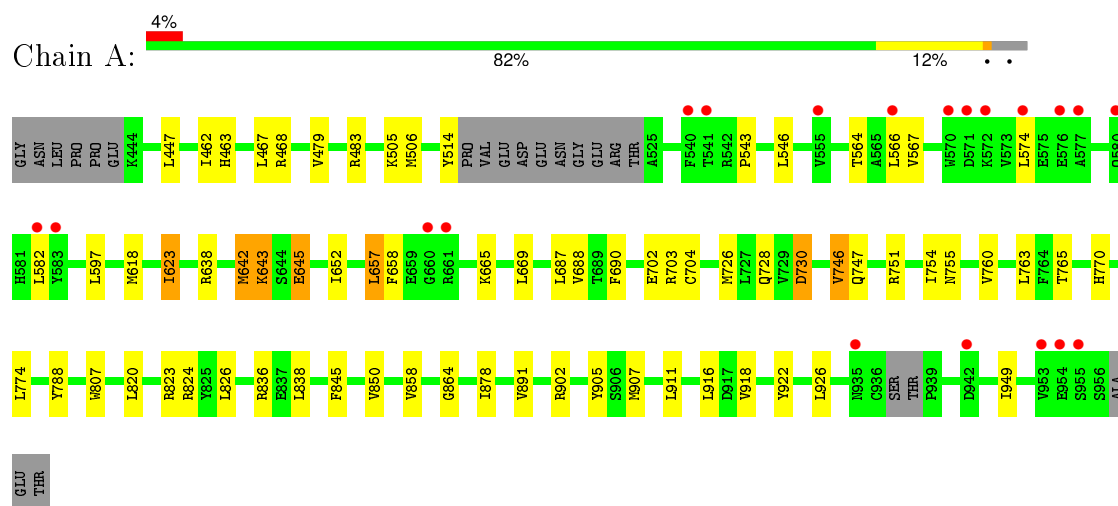 4%
Chain A:
82% 12% • •
GLY ASN LEU PRO PRO GLU K444 L447 I462 H463 L467 R468 V479 R483 K505 M506 Y514 PRO VAL GLU ASP GLU ASN GLY GLU ARG THR A525 F540 T541 R542 P543 L546 V555 T564 A565 L566 V567 W570 D571 K572 V573 L574 E575 E576 A577 Q580
H581 L582 Y583 L597 M618 I623 R638 M642 K643 S644 E645 I652 L657 F658 E659 G660 R661 K665 L669 L687 V688 T689 F690 E702 R703 C704 M726 L727 Q728 V729 D730 V746 Q747 R751 I754 N755 V760 L763 F764 T765 H770
L774 Y788 W807 L820 R823 R824 Y825 L826 R836 E837 L838 F845 V850 V858 G864 I878 V891 R902 Y905 S906 M907 L911 L916 D917 V918 Y922 L926 N935 C936 SER THR P939 D942 I949 V953 E954 S955 S956 ALA
GLU THR